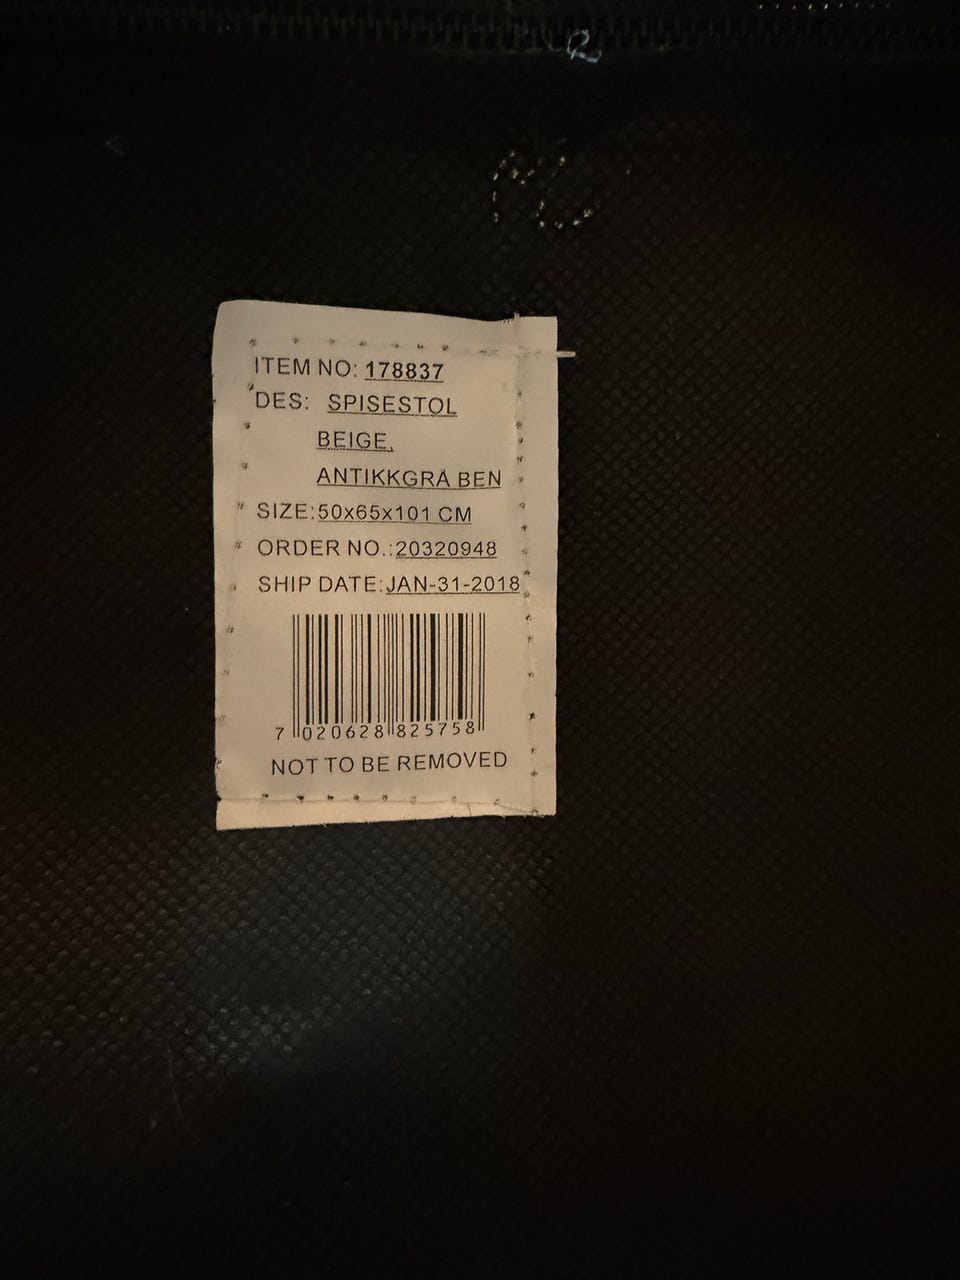 ITEM NO: 178837
DES: SPISESTOL
BEIGE,
ANTIKKGRÅ BEN
SIZE:50x65x101 CM
ORDER NO.:20320948
SHIP DATE:JAN-31-2018
7 020628 825758
NOT TO BE REMOVED